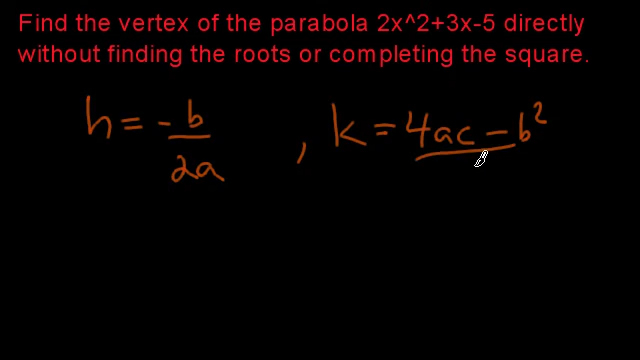 Find the vertex of the parabola 2x^2+3x-5 directly
without finding the roots or completing the square.
h = -b/2a , k = 4ac - b²